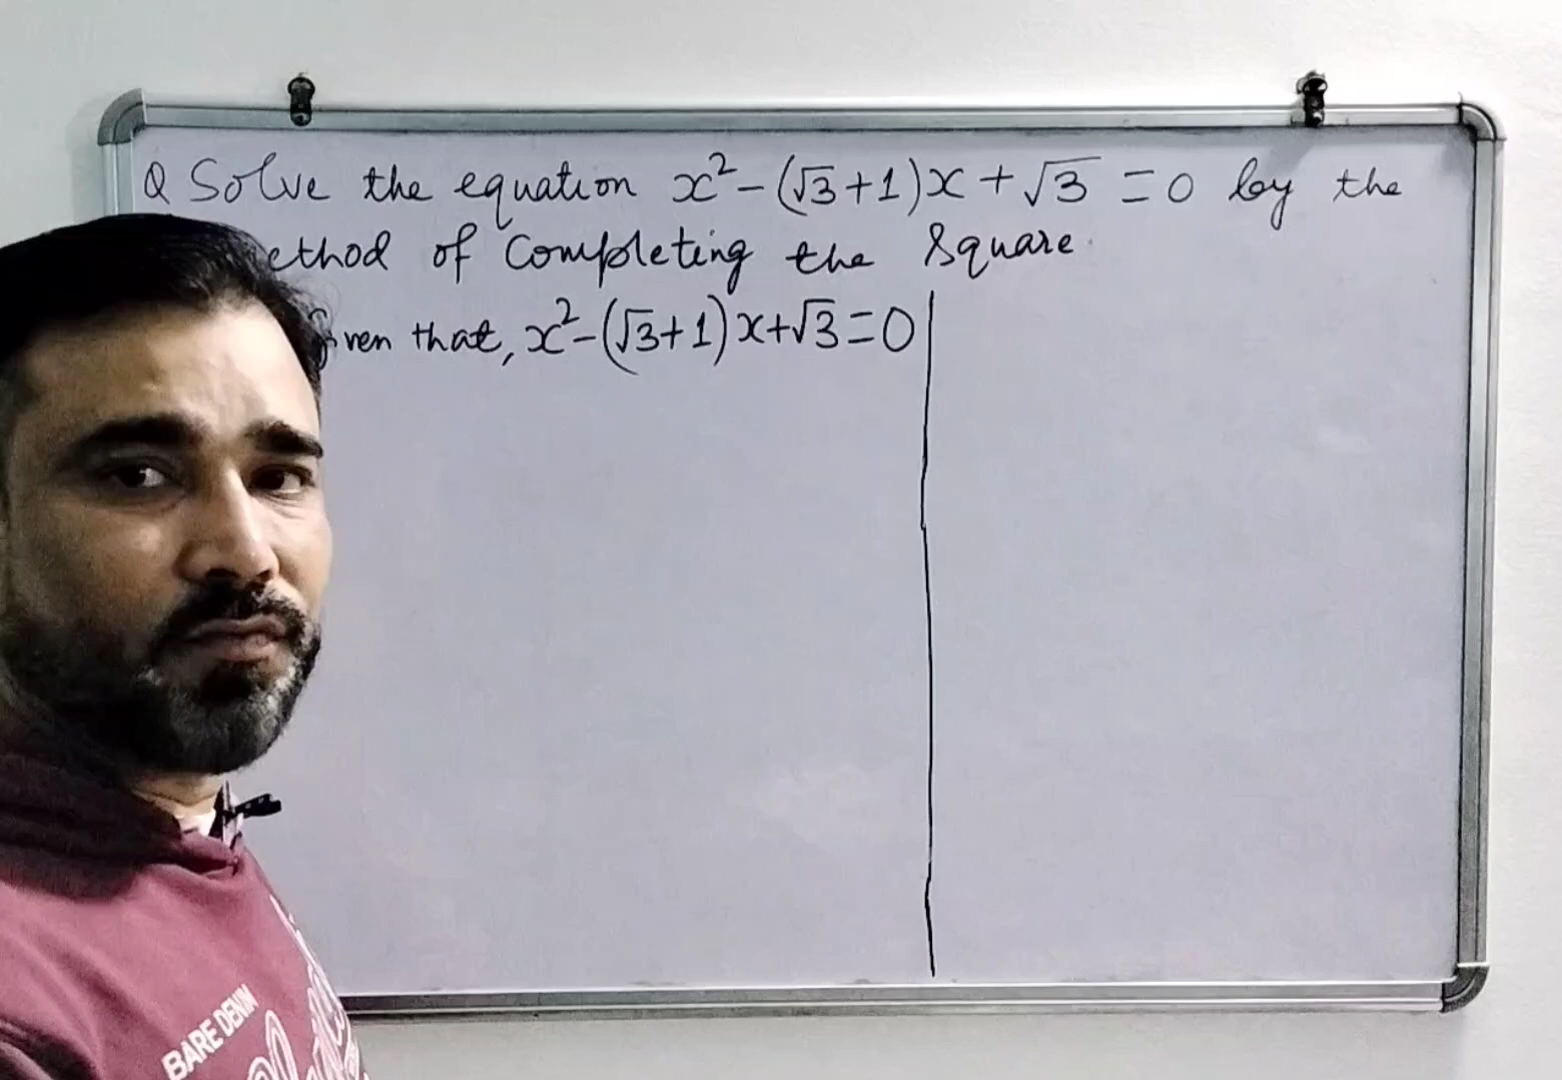 Q Solve the equation x² - (√3+1)x + √3 = 0 by the
ethod of Completing the Square
iven that, x² - (√3+1)x + √3 = 0
BARE DENIM